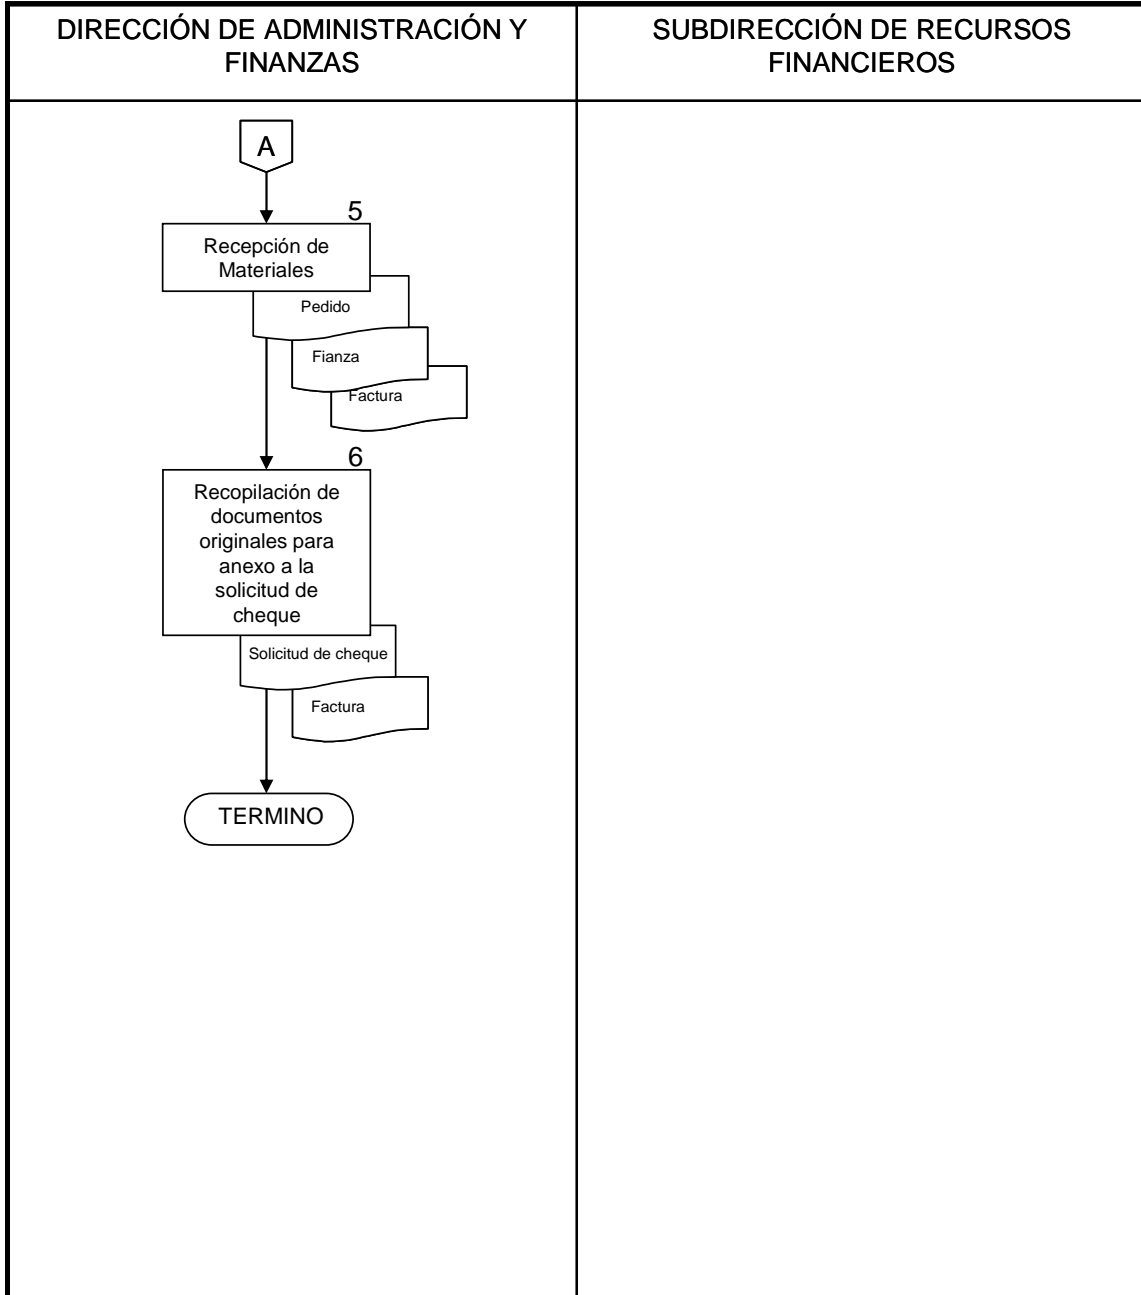 DIRECCIÓN DE ADMINISTRACIÓN Y
FINANZAS
SUBDIRECCIÓN DE RECURSOS
FINANCIEROS
A
5
Recepción de
Materiales
Pedido
Fianza
Factura
6
Recopilación de
documentos
originales para
anexo a la
solicitud de
cheque
Solicitud de cheque
Factura
TERMINO